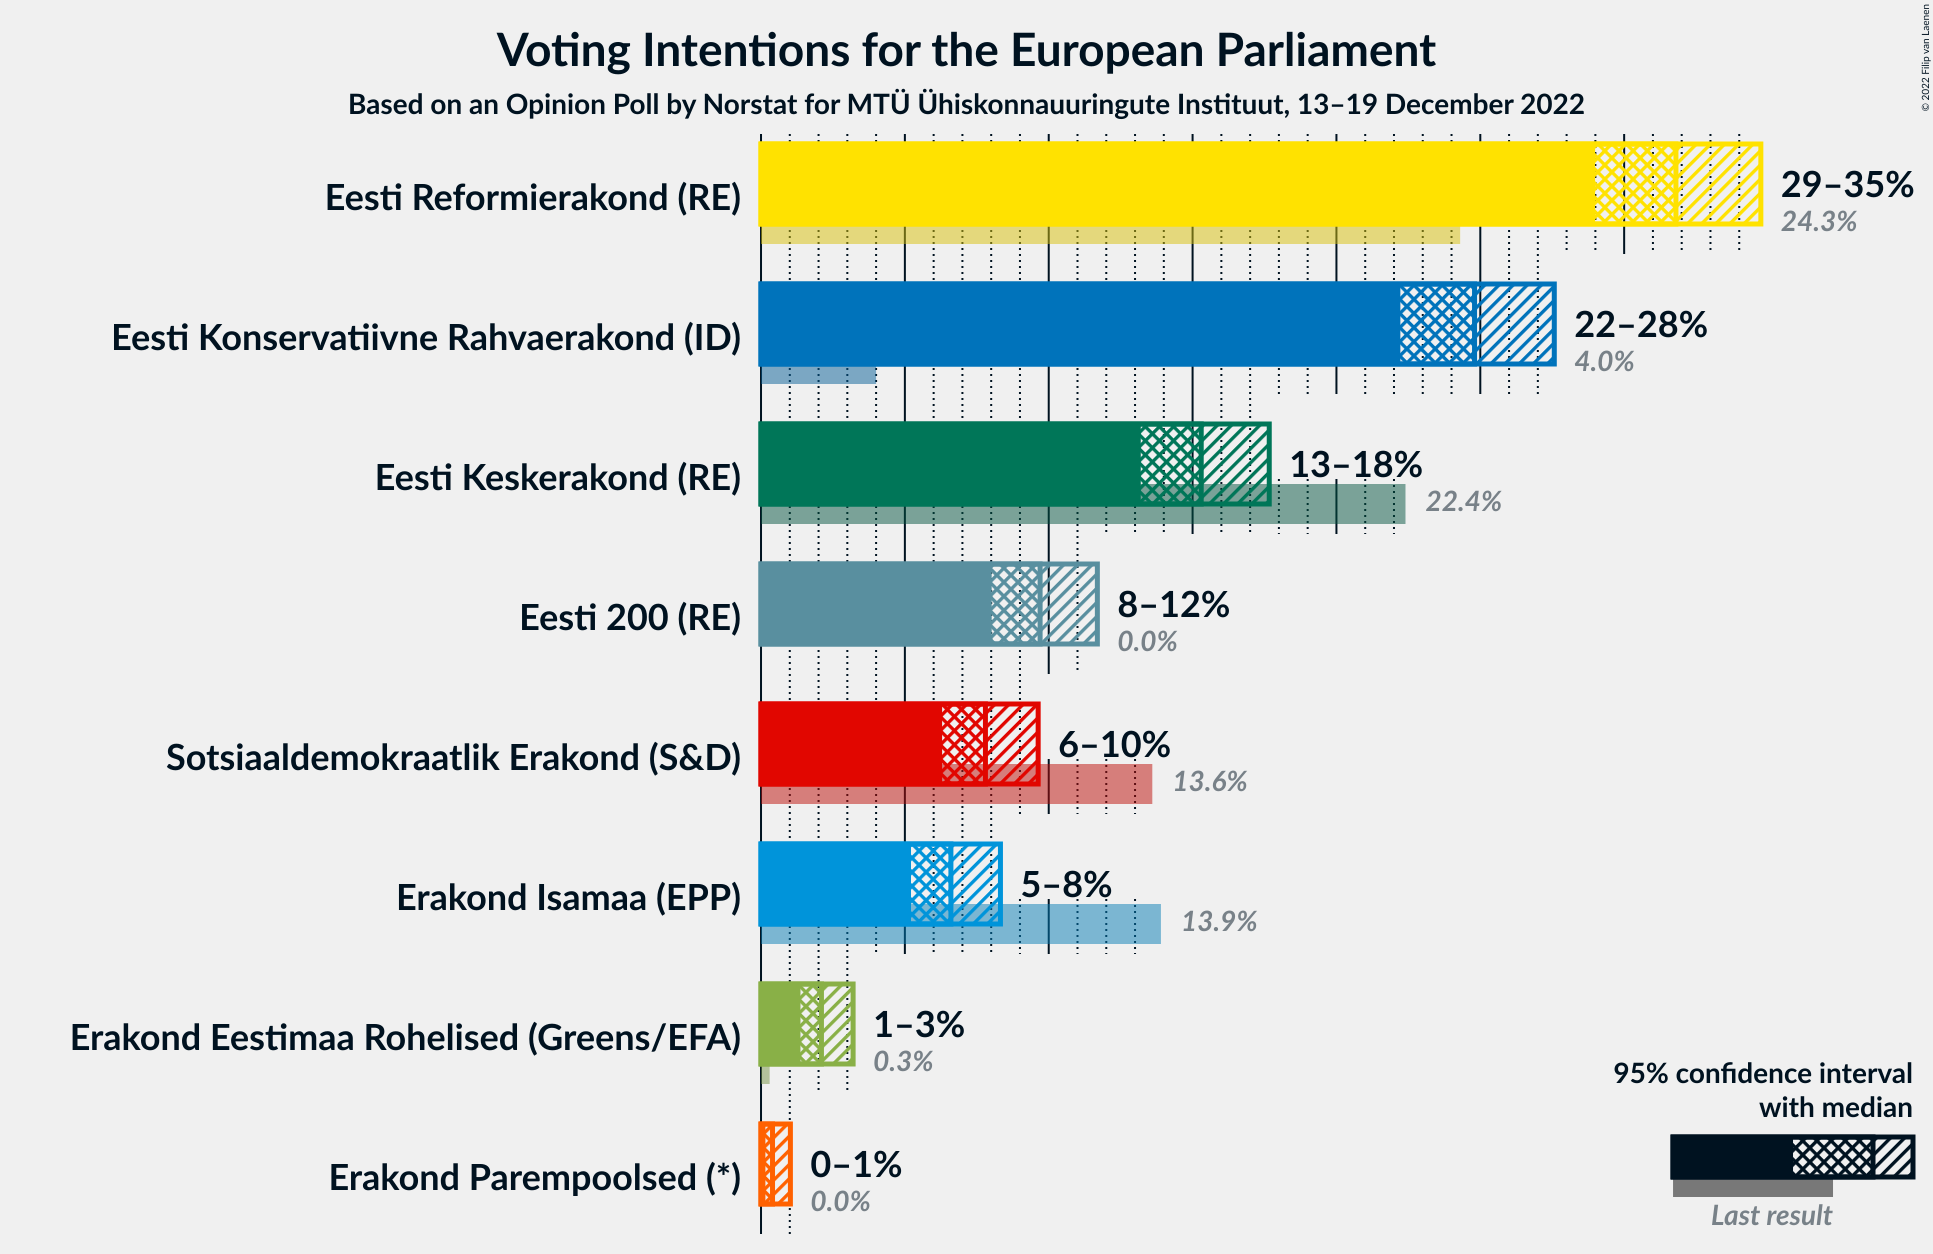 Voting Intentions for the European Parliament
Based on an Opinion Poll by Norstat for MTÜ Ühiskonnauuringute Instituut, 13–19 December 2022
© 2022 Filip van Laenen
Eesti Reformierakond (RE)
29–35%
24.3%
Eesti Konservatiivne Rahvaerakond (ID)
22–28%
4.0%
Eesti Keskerakond (RE)
13–18%
22.4%
Eesti 200 (RE)
8–12%
0.0%
Sotsiaaldemokraatlik Erakond (S&D)
6–10%
13.6%
Erakond Isamaa (EPP)
5–8%
13.9%
Erakond Eestimaa Rohelised (Greens/EFA)
1–3%
0.3%
Erakond Parempoolsed (*)
0–1%
0.0%
95% confidence interval
with median
Last result